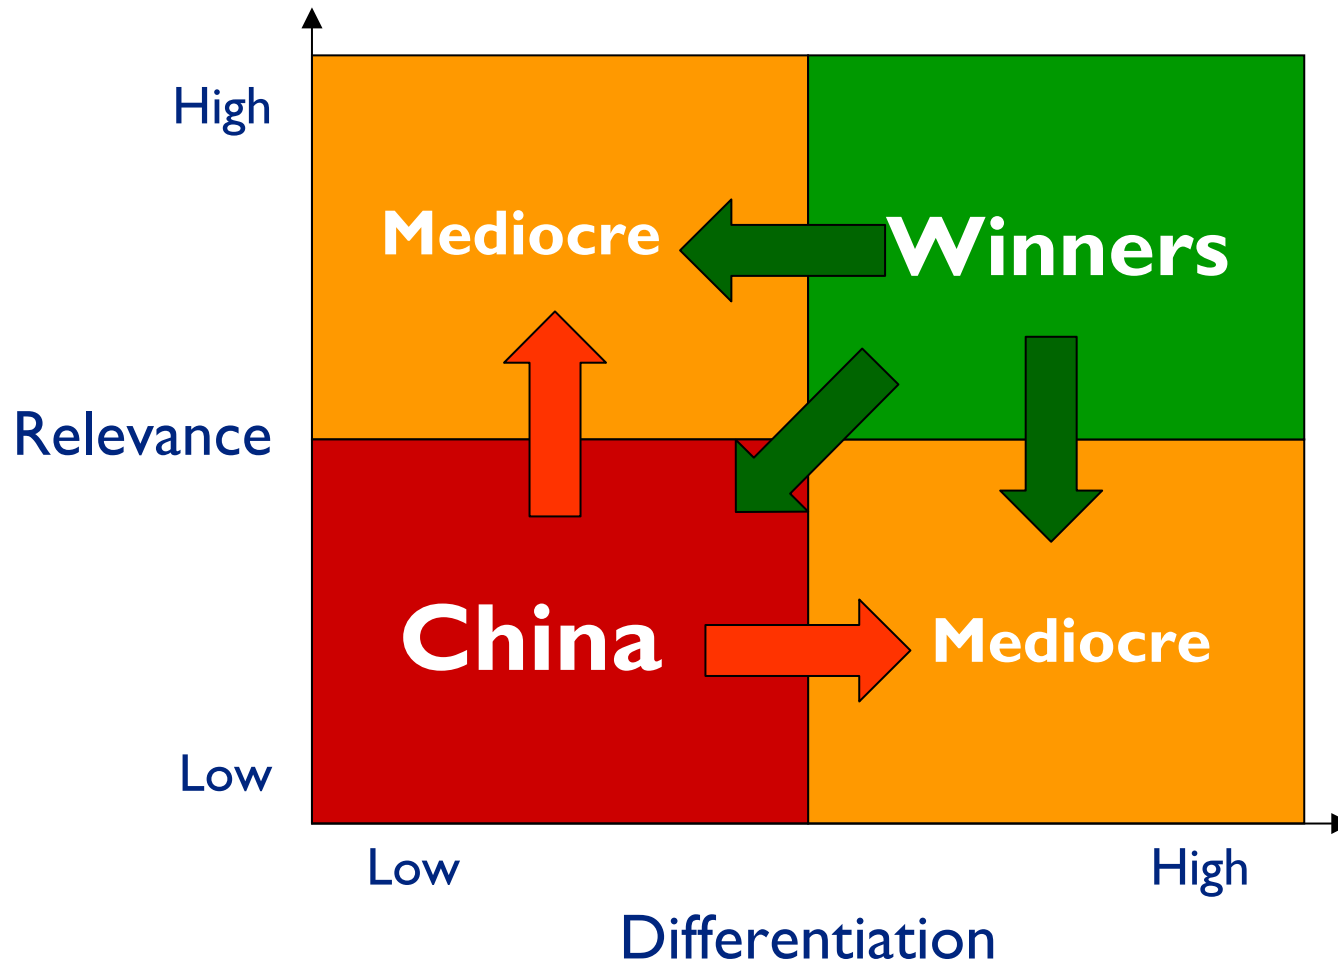 High
Mediocre
Winners
Relevance
China
Mediocre
Low
Low
High
Differentiation